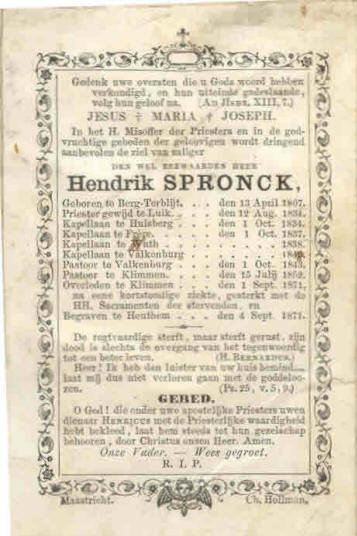 Gedenk uwe oversten die u Gods woord hebben
verkondigd, en hun uiteinde gadeslaande,
volg hun geloof na. (AD HEBR. XIII, 7.)
JESUS † MARIA † JOSEPH.
In het H. Misoffer der Priesters en in de god-
vruchtige gebeden der geloovigen wordt dringend
aanbevolen de ziel van zaliger
DEN WEL EERWAARDEN HEER
Hendrik SPRONCK,
Geboren te Berg-Terblijt. . . . den 13 April 1807.
Priester gewijd te Luik. . . . den 12 Aug. 1834.
Kapellaan te Hulsberg . . . den 1 Oct. 1834.
Kapellaan te . . . den 1 Oct. 1837.
Kapellaan te . . . 1838.
Kapellaan te Valkenburg . . .
Pastoor te Valkenburg . . . den 1 Oct. 1843.
Pastoor te Klimmen. . . . den 15 Julij 1852.
Overleden te Klimmen . . . den 1 Sept. 1871,
na eene kortstondige ziekte, gesterkt met de
HH. Sacramenten der stervenden, en
Begraven te Houthem . . . den 4 Sept. 1871.
De regtvaardige sterft, maar sterft gerust, zijn
dood is slechts de overgang van het tegenwoordig
tot een beter leven. (H. BERNARDUS.)
Heer! Ik heb den luister van uw huis bemind....
laat mij dus niet verloren gaan met de goddeloo-
zen. (Ps. 25, v. 5, 9.)
GEBED.
O God! die onder uwe apostelijke Priesters uwen
dienaar HENRICUS met de Priesterlijke waardigheid
hebt bekleed, laat hem steeds tot hun gezelschap
behooren, door Christus onsen Heer. Amen.
Onze Vader. — Wees gegroet.
R. I. P.
Maastricht. Ch. Hollman.